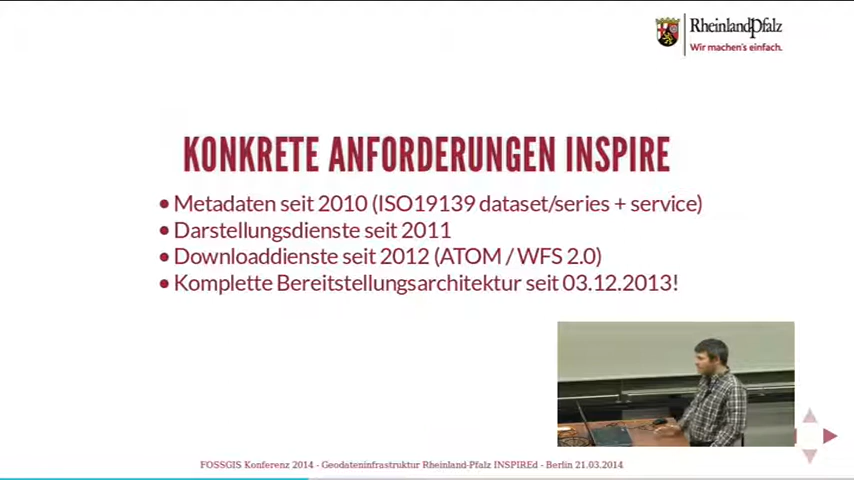 RheinlandPfalz
Wir machen's einfach.
KONKRETE ANFORDERUNGEN INSPIRE
• Metadaten seit 2010 (ISO19139 dataset/series + service)
• Darstellungsdienste seit 2011
• Downloaddienste seit 2012 (ATOM / WFS 2.0)
• Komplette Bereitstellungsarchitektur seit 03.12.2013!
FOSSGIS Konferenz 2014 - Geodateninfrastruktur Rheinland-Pfalz INSPIREd - Berlin 21.03.2014